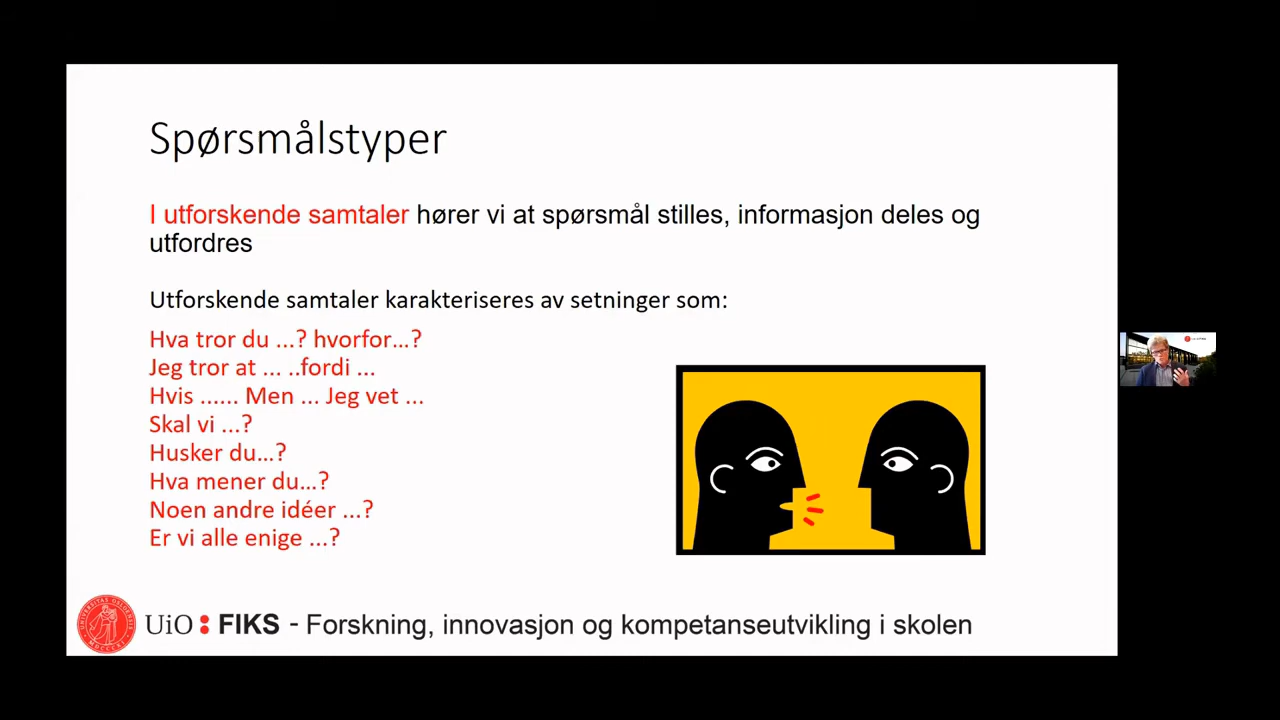 Spørsmålstyper
I utforskende samtaler hører vi at spørsmål stilles, informasjon deles og
utfordres
Utforskende samtaler karakteriseres av setninger som:
Hva tror du ...? hvorfor...?
Jeg tror at ... ..fordi ...
Hvis ...... Men ... Jeg vet ...
Skal vi ...?
Husker du...?
Hva mener du...?
Noen andre idéer ...?
Er vi alle enige ...?
UiO : FIKS - Forskning, innovasjon og kompetanseutvikling i skolen